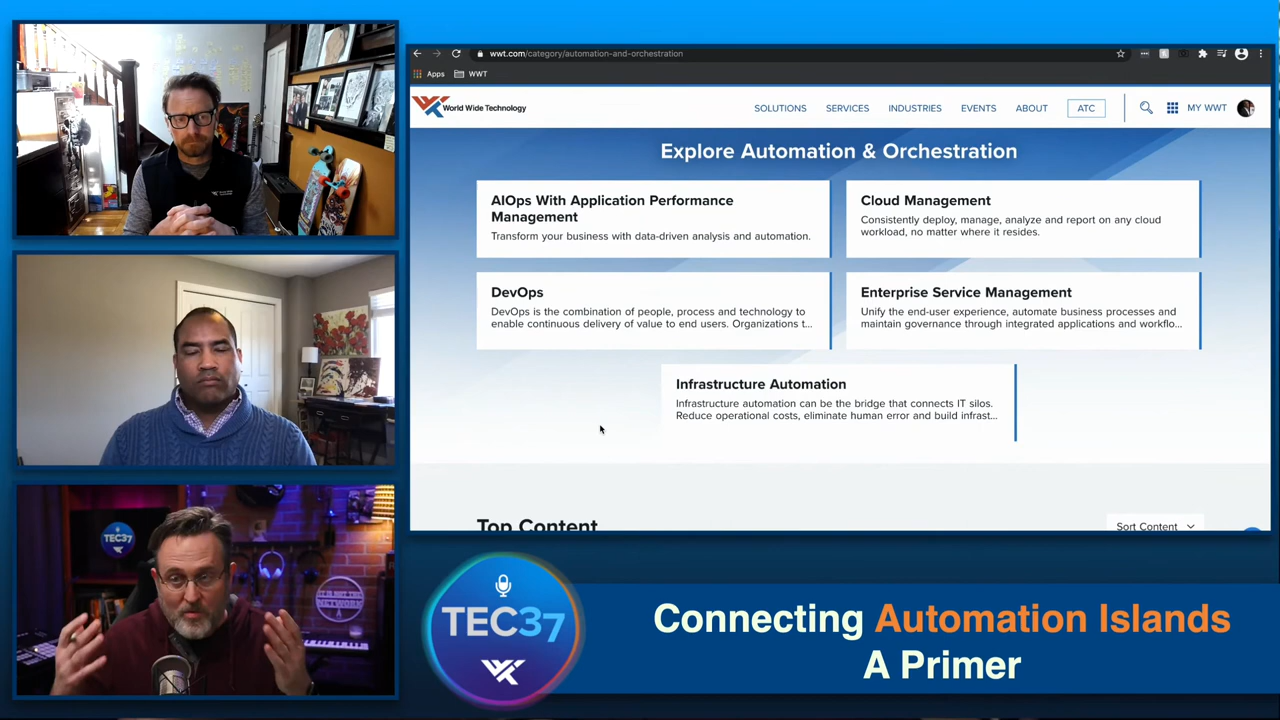 wwt.com/category/automation-and-orchestration
Apps WWT
World Wide Technology
SOLUTIONS SERVICES INDUSTRIES EVENTS ABOUT ATC MY WWT
Explore Automation & Orchestration
AIOps With Application Performance
Management
Transform your business with data-driven analysis and automation.
Cloud Management
Consistently deploy, manage, analyze and report on any cloud
workload, no matter where it resides.
DevOps
DevOps is the combination of people, process and technology to
enable continuous delivery of value to end users. Organizations t...
Enterprise Service Management
Unify the end-user experience, automate business processes and
maintain governance through integrated applications and workflo...
Infrastructure Automation
Infrastructure automation can be the bridge that connects IT silos.
Reduce operational costs, eliminate human error and build infrast...
Top Content
Sort Content
TEC37
TEC37
Connecting Automation Islands
A Primer